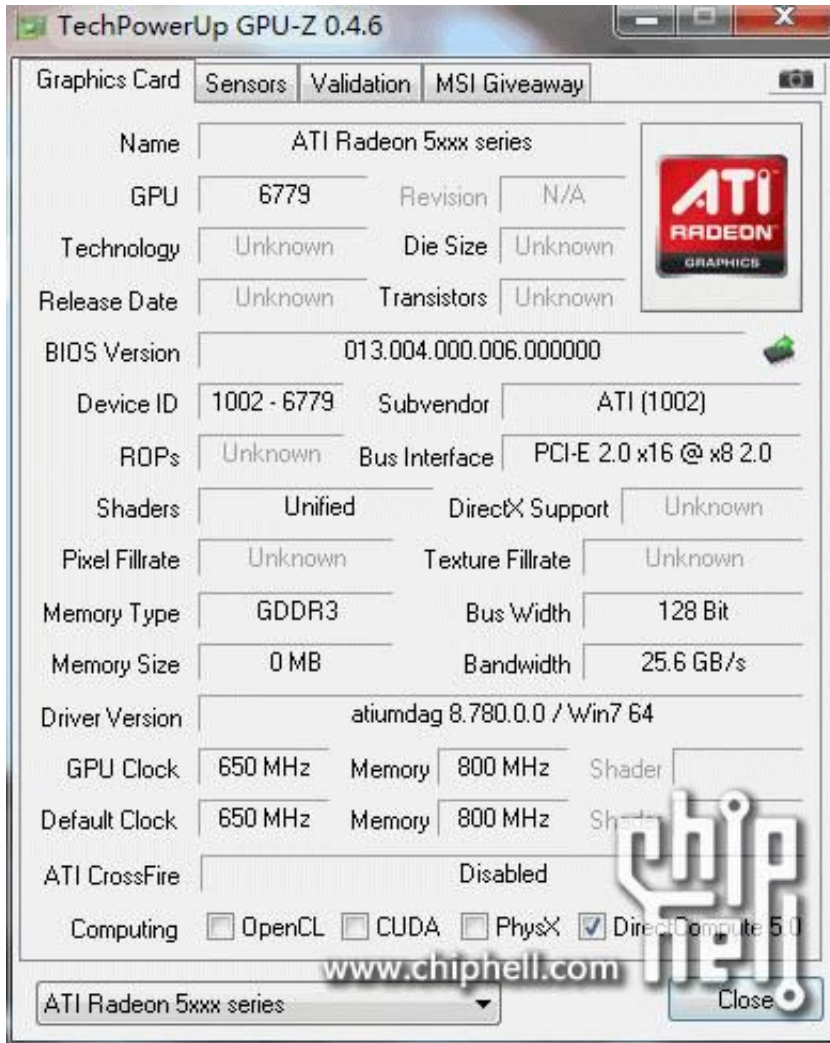 TechPowerUp GPU-Z 0.4.6
Graphics Card Sensors Validation MSI Giveaway
Name ATI Radeon 5xxx series
ATI
RADEON
GRAPHICS
GPU 6779 Revision N/A
Technology Unknown Die Size Unknown
Release Date Unknown Transistors Unknown
BIOS Version 013.004.000.006.000000
Device ID 1002 - 6779 Subvendor ATI (1002)
ROPs Unknown Bus Interface PCI-E 2.0 x16 @ x8 2.0
Shaders Unified DirectX Support Unknown
Pixel Fillrate Unknown Texture Fillrate Unknown
Memory Type GDDR3 Bus Width 128 Bit
Memory Size 0 MB Bandwidth 25.6 GB/s
Driver Version atiumdag 8.780.0.0 / Win7 64
GPU Clock 650 MHz Memory 800 MHz Shader
Default Clock 650 MHz Memory 800 MHz Shader
ATI CrossFire Disabled
Computing OpenCL CUDA PhysX DirectCompute 5.0
chip
hell
www.chiphell.com
ATI Radeon 5xxx series Close